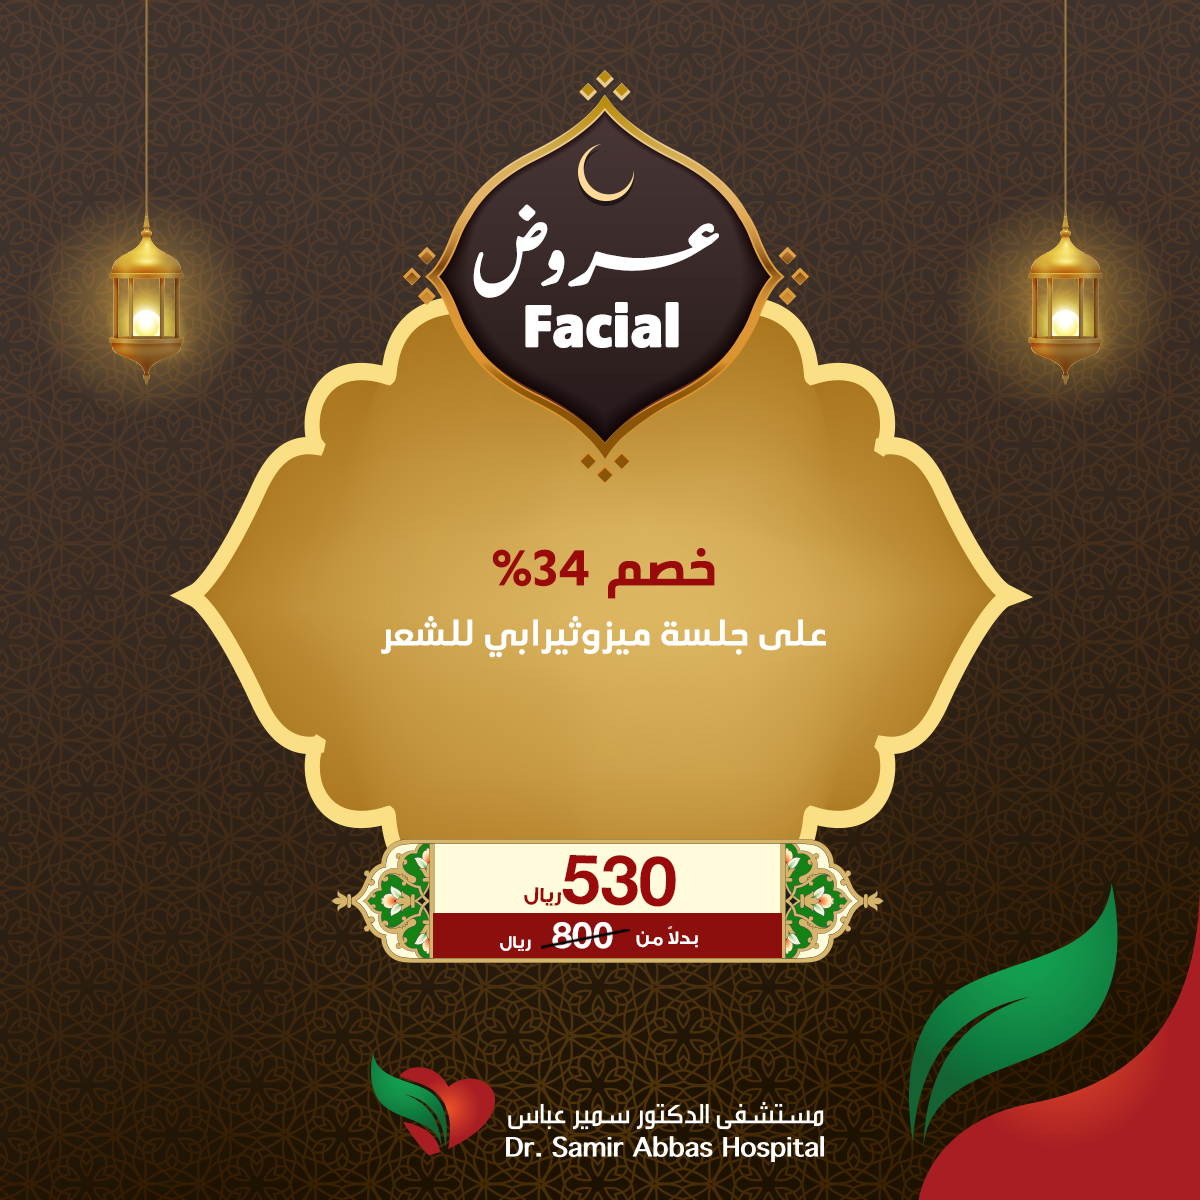 عروض
Facial
خصم 34%
على جلسة ميزوثيرابي للشعر
530 ريال
بدلاً من 800 ريال
مستشفى الدكتور سمير عباس
Dr. Samir Abbas Hospital